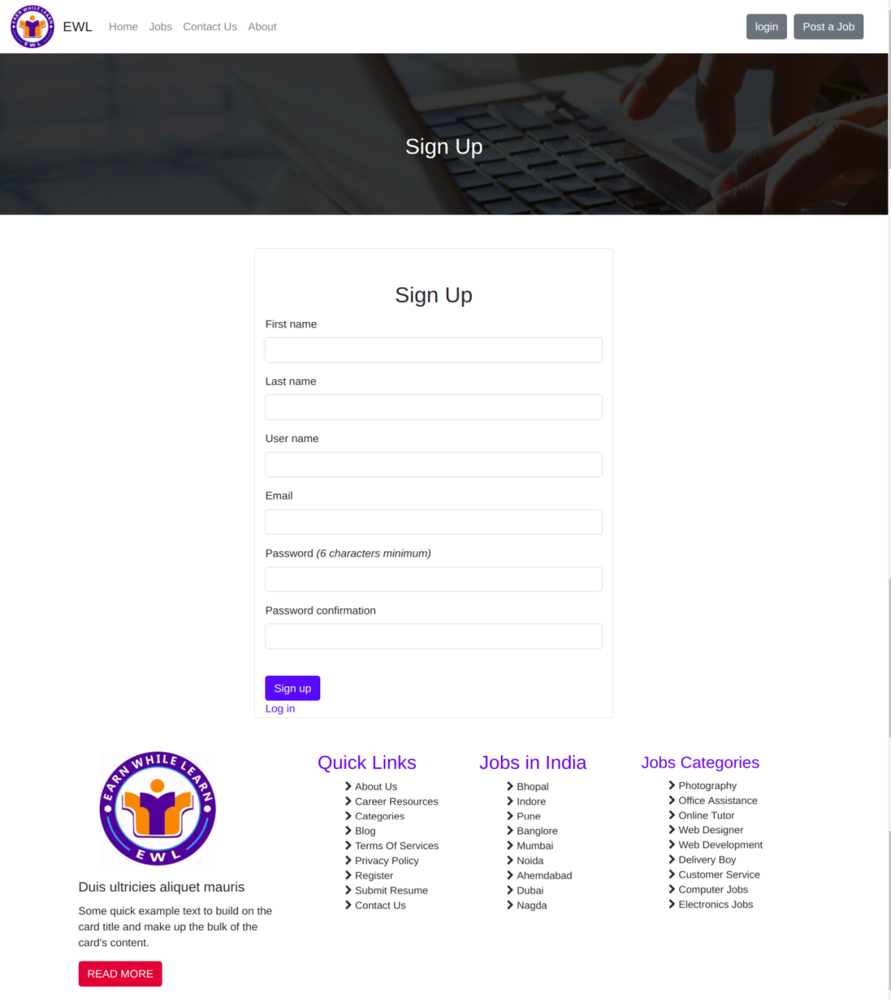 EARN WHILE LEARN
EWL
EWL Home Jobs Contact Us About login Post a Job
Sign Up
Sign Up
First name
Last name
User name
Email
Password (6 characters minimum)
Password confirmation
Sign up
Log in
EARN WHILE LEARN
EWL
Duis ultricies aliquet mauris
Some quick example text to build on the
card title and make up the bulk of the
card's content.
READ MORE
Quick Links
About Us
Career Resources
Categories
Blog
Terms Of Services
Privacy Policy
Register
Submit Resume
Contact Us
Jobs in India
Bhopal
Indore
Pune
Banglore
Mumbai
Noida
Ahemdabad
Dubai
Nagda
Jobs Categories
Photography
Office Assistance
Online Tutor
Web Designer
Web Development
Delivery Boy
Customer Service
Computer Jobs
Electronics Jobs